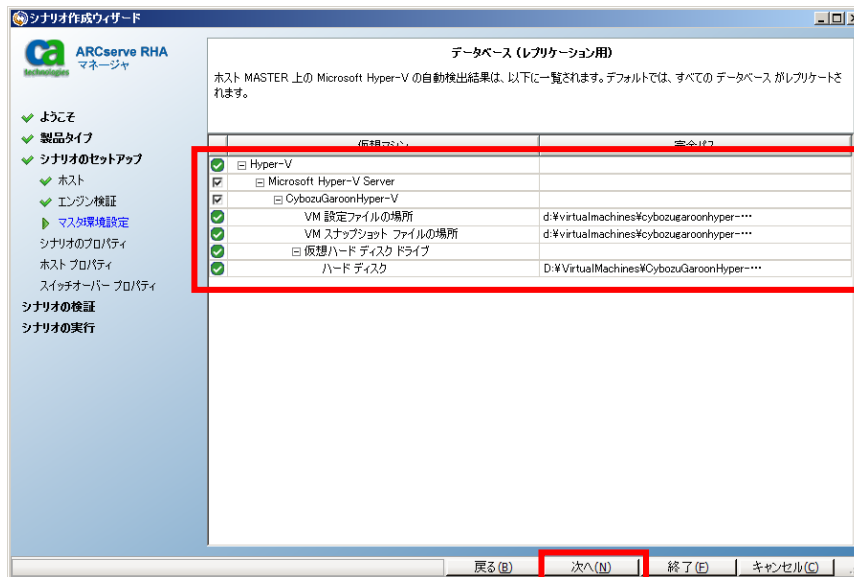 シナリオ作成ウィザード
ca
technologies
ARCserve RHA
マネージャ
ようこそ
製品タイプ
シナリオのセットアップ
ホスト
エンジン検証
マスタ環境設定
シナリオのプロパティ
ホスト プロパティ
スイッチオーバー プロパティ
シナリオの検証
シナリオの実行
データベース (レプリケーション用)
ホスト MASTER 上の Microsoft Hyper-V の自動検出結果は、以下に一覧されます。デフォルトでは、すべての データベース がレプリケートさ
れます。
仮想マシン 完全パス
Hyper-V
Microsoft Hyper-V Server
CybozuGaroonHyper-V
VM 設定ファイルの場所 d:¥virtualmachines¥cybozugaroonhyper-…
VM スナップショット ファイルの場所 d:¥virtualmachines¥cybozugaroonhyper-…
仮想ハード ディスク ドライブ
ハード ディスク D:¥VirtualMachines¥CybozuGaroonHyper-…
戻る(B) 次へ(N) 終了(F) キャンセル(C)